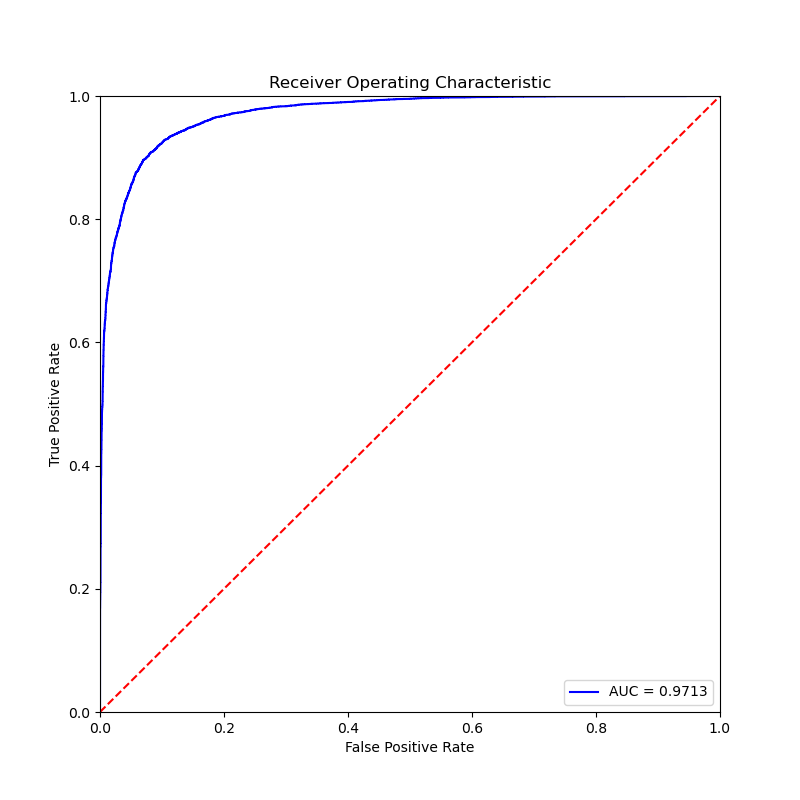 Receiver Operating Characteristic
1.0
0.8
0.6
0.4
0.2
0.0
True Positive Rate
AUC = 0.9713
0.0 0.2 0.4 0.6 0.8 1.0
False Positive Rate